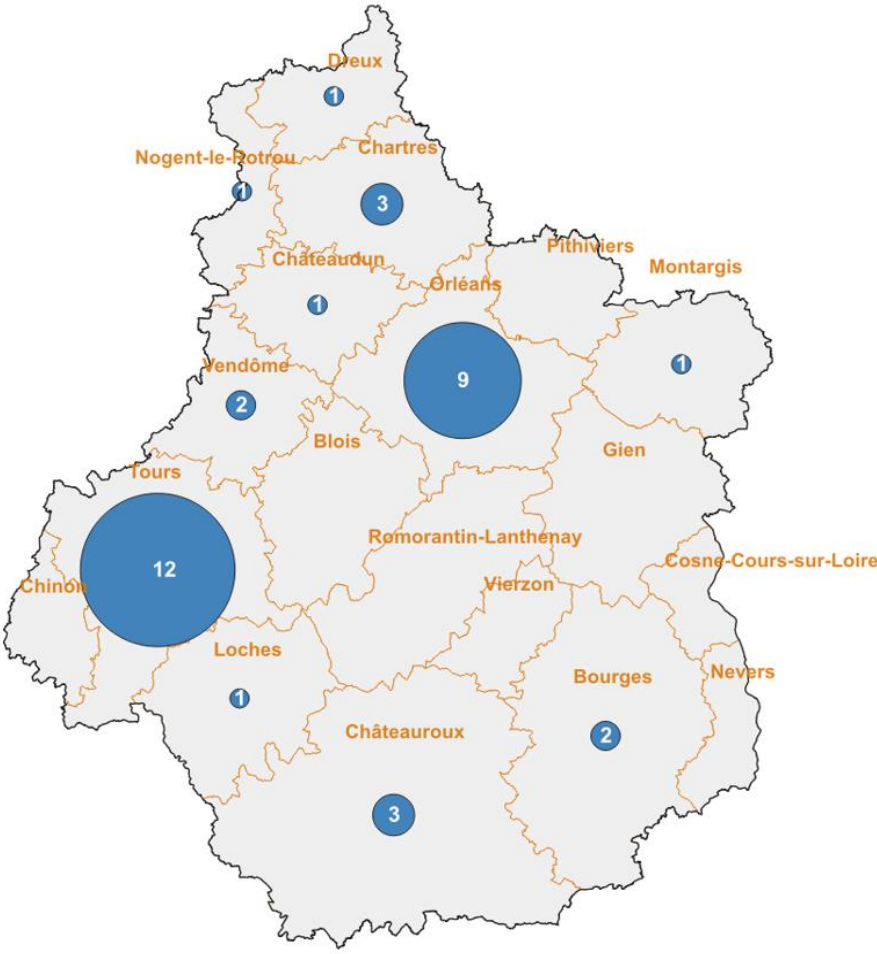 Dreux
1
Nogent-le-Rotrou
Chartres
1
3
Pithiviers
Châteaudun
Montargis
Orléans
1
Vendôme
9
1
2
Blois
Gien
Tours
Romorantin-Lanthenay
Cosne-Cours-sur-Loire
12
Chinon
Vierzon
Loches
Bourges
Nevers
1
Châteauroux
2
3